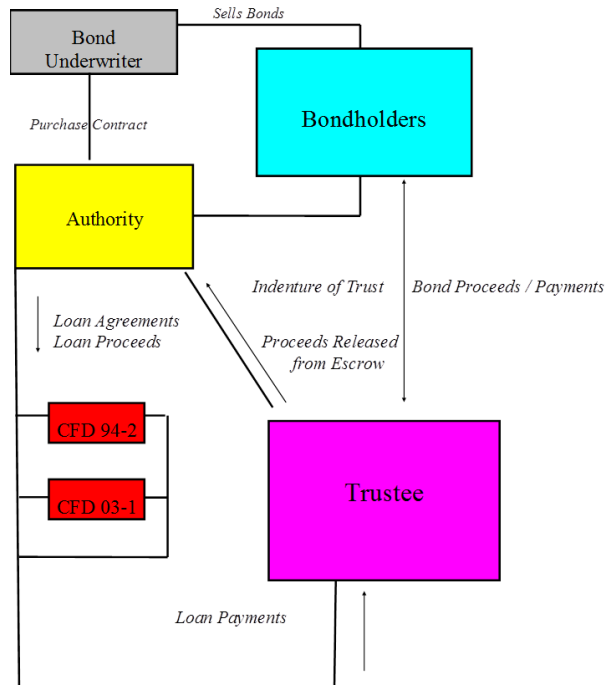 Sells Bonds
Bond
Underwriter
Bondholders
Purchase Contract
Authority
Indenture of Trust
Bond Proceeds / Payments
Loan Agreements
Loan Proceeds
Proceeds Released
from Escrow
CFD 94-2
CFD 03-1
Trustee
Loan Payments